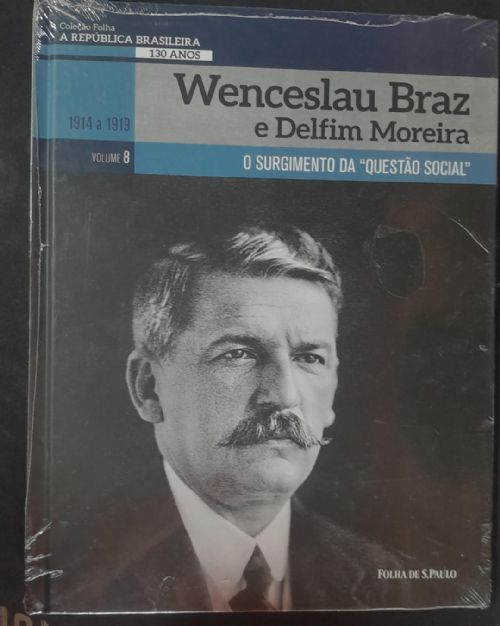 Coleção Folha
A REPÚBLICA BRASILEIRA
130 ANOS
Wenceslau Braz
e Delfim Moreira
1914 a 1919
VOLUME 8
O SURGIMENTO DA "QUESTÃO SOCIAL"
FOLHA DE S.PAULO